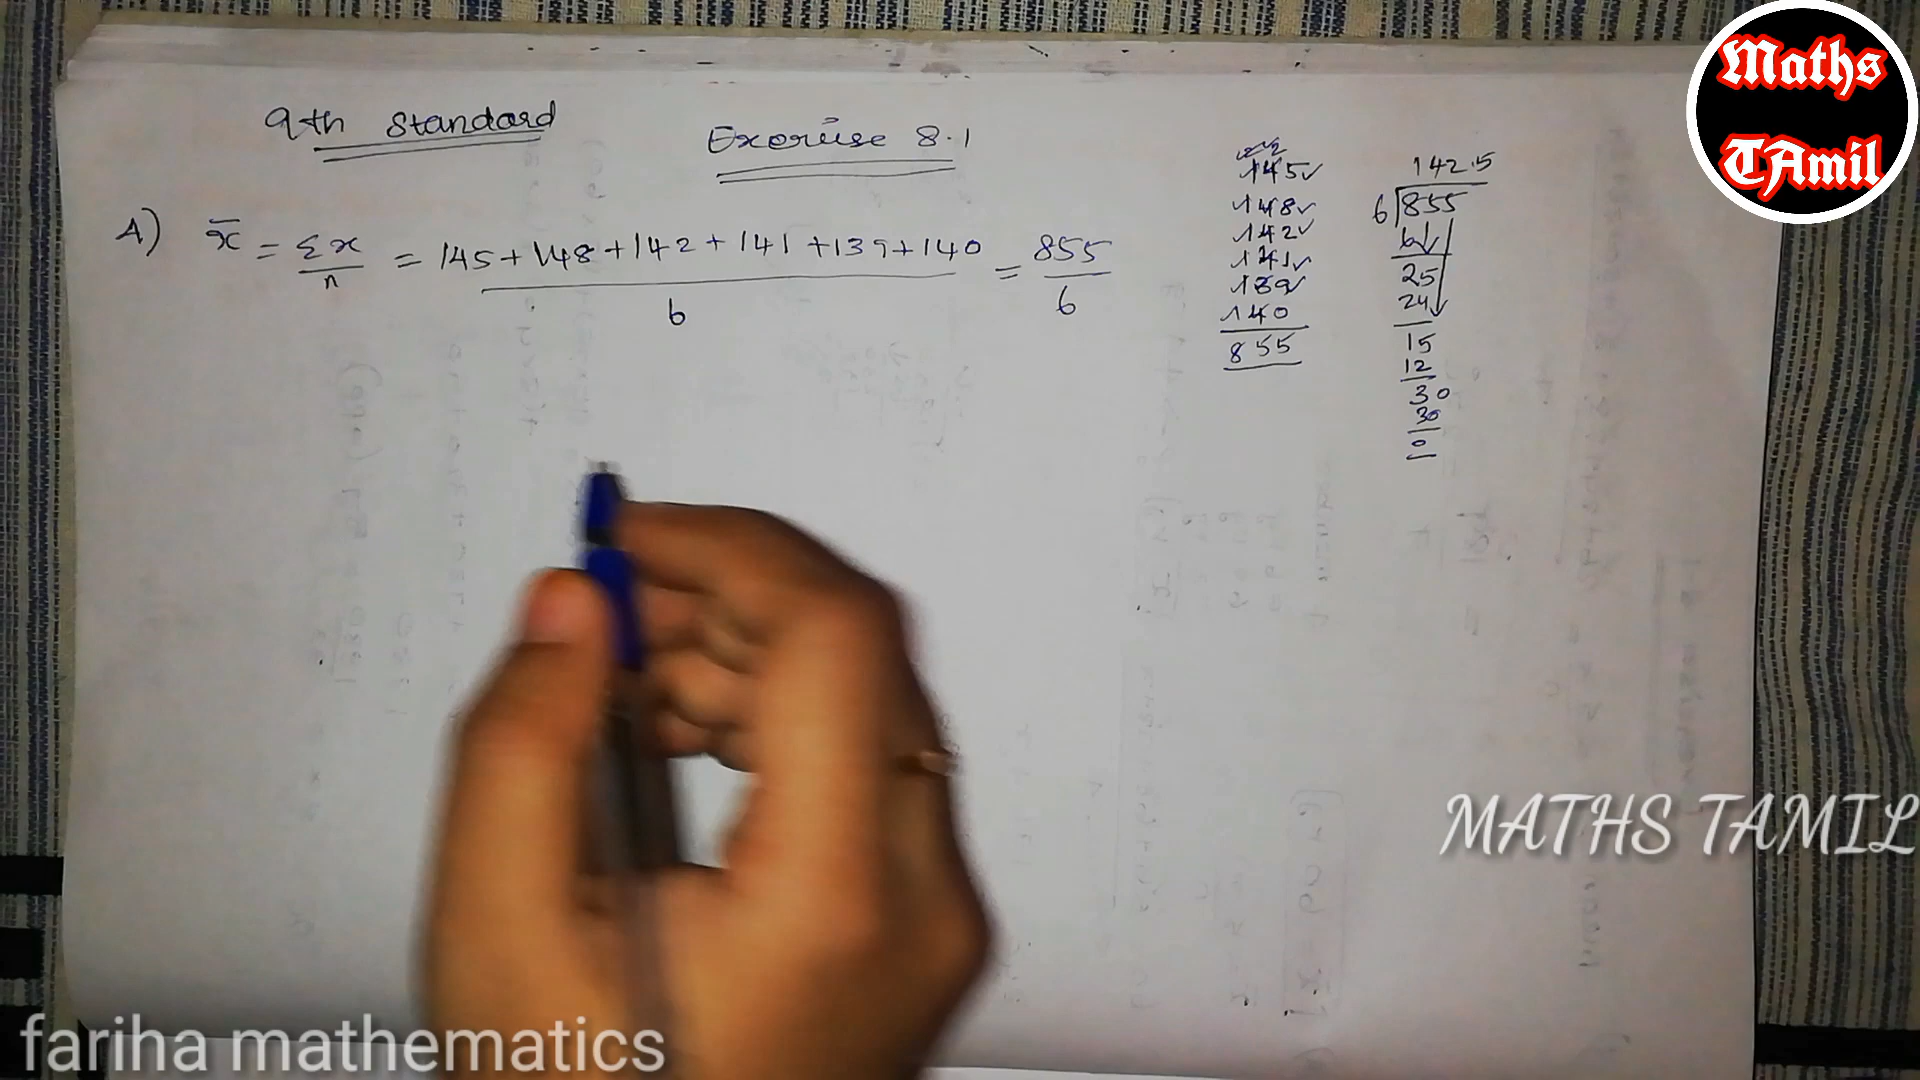 9th Standard
Exercise 8.1
A) x̄ = Σx/n = 145+148+142+141+139+140/6 = 855/6
22
145✓
148✓
142✓
141✓
139✓
140
855
142.5
6)855
6
25
24
15
12
30
30
0
Maths
TAmil
MATHS TAMIL
fariha mathematics